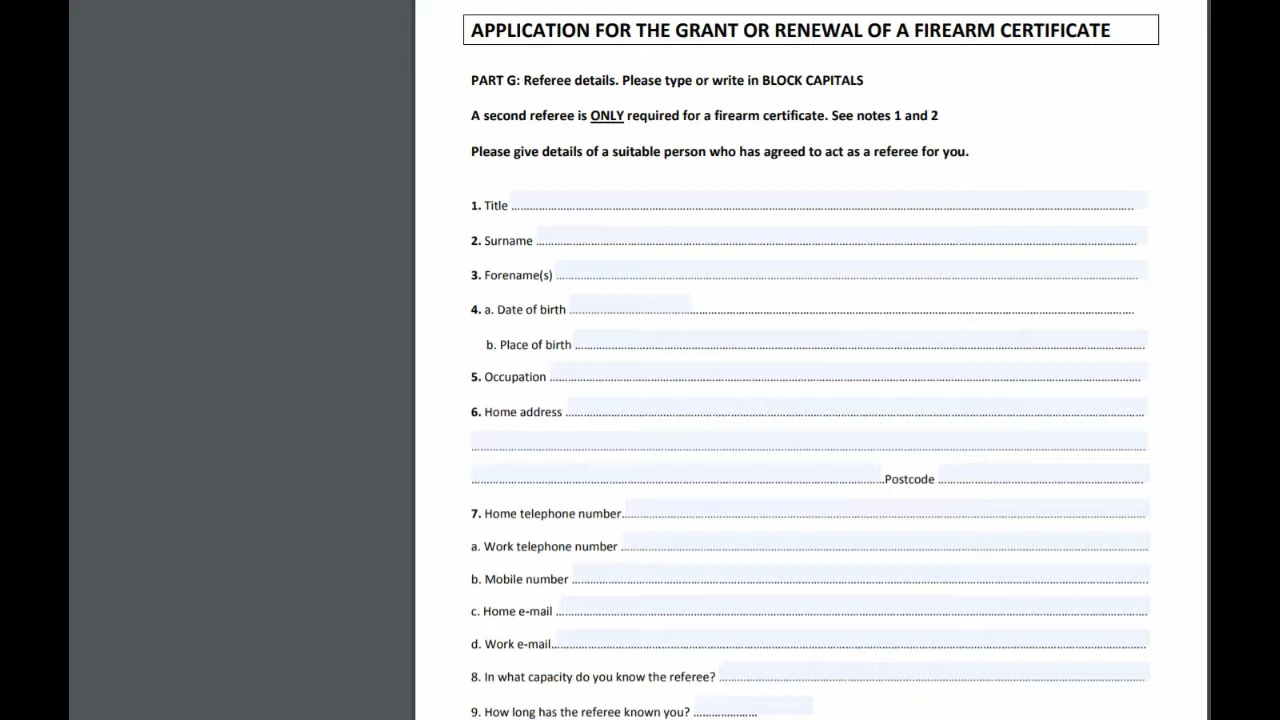 APPLICATION FOR THE GRANT OR RENEWAL OF A FIREARM CERTIFICATE
PART G: Referee details. Please type or write in BLOCK CAPITALS
A second referee is ONLY required for a firearm certificate. See notes 1 and 2
Please give details of a suitable person who has agreed to act as a referee for you.
1. Title
2. Surname
3. Forename(s)
4. a. Date of birth
b. Place of birth
5. Occupation
6. Home address
Postcode
7. Home telephone number
a. Work telephone number
b. Mobile number
c. Home e-mail
d. Work e-mail
8. In what capacity do you know the referee?
9. How long has the referee known you?